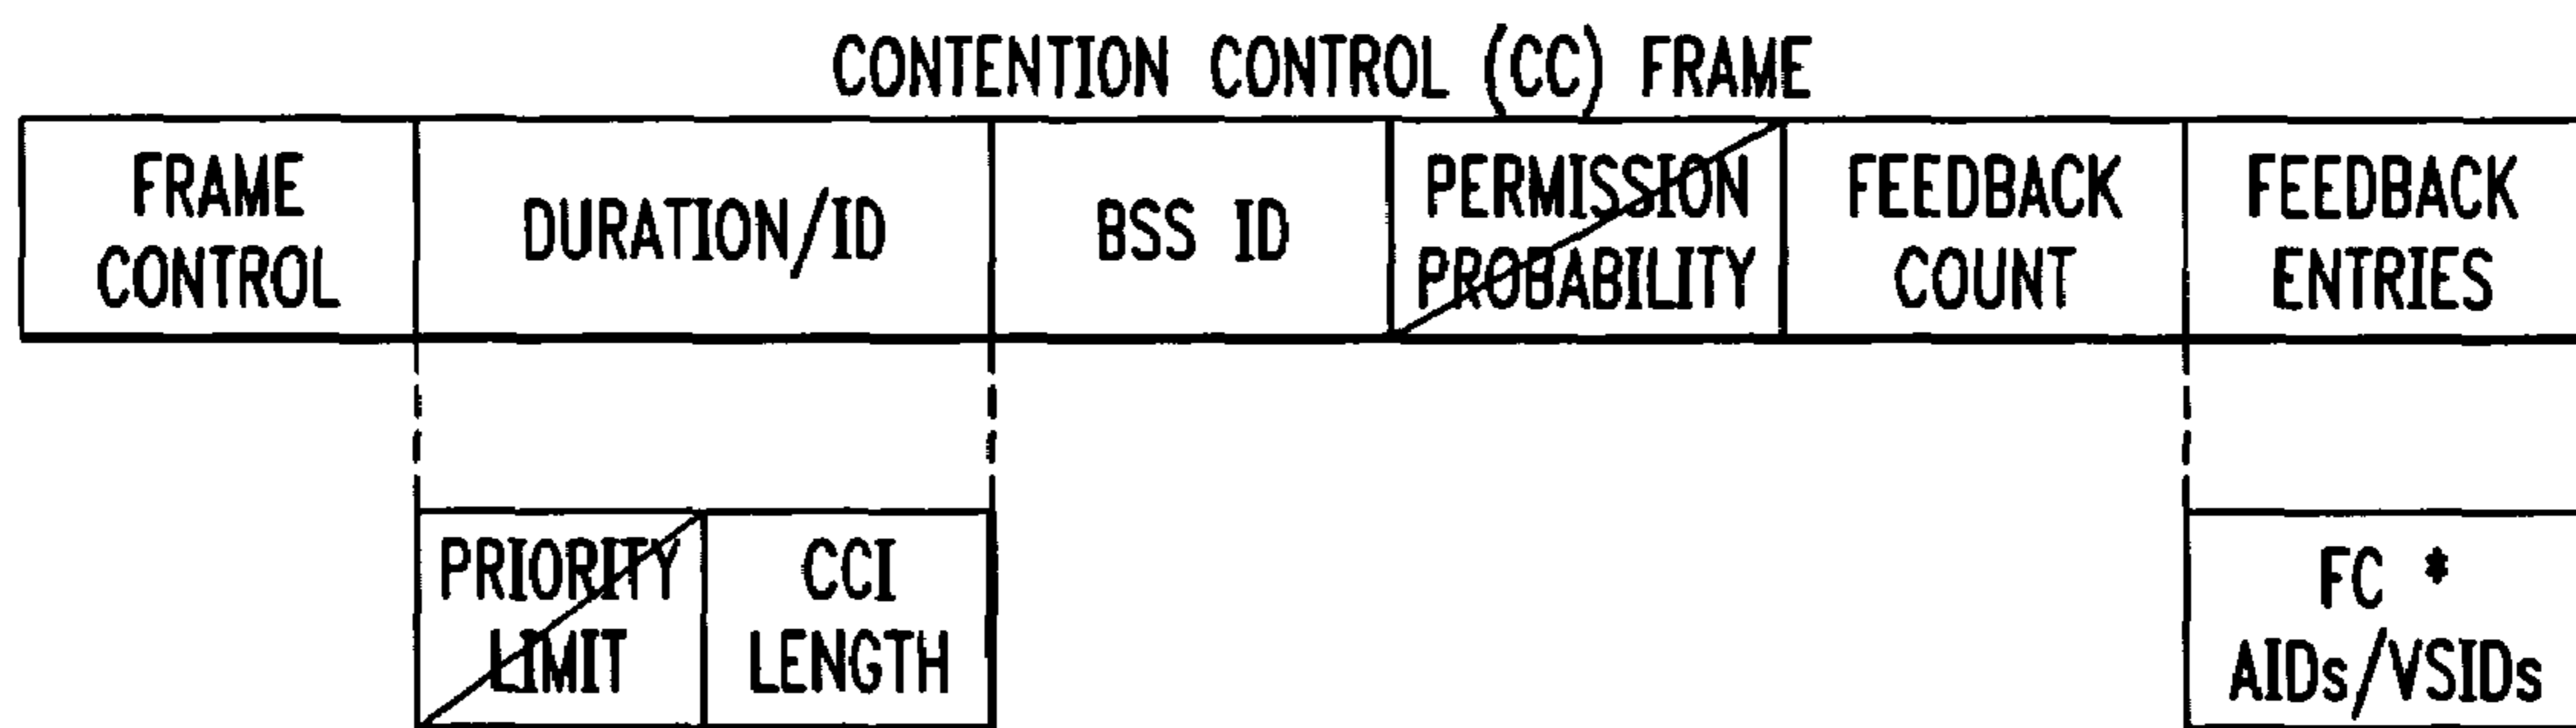 CONTENTION CONTROL (CC) FRAME
FRAME
CONTROL
DURATION/ID
BSS ID
PERMISSION
PROBABILITY
FEEDBACK
COUNT
FEEDBACK
ENTRIES
PRIORITY
LIMIT
CCI
LENGTH
FC *
AIDs/VSIDs